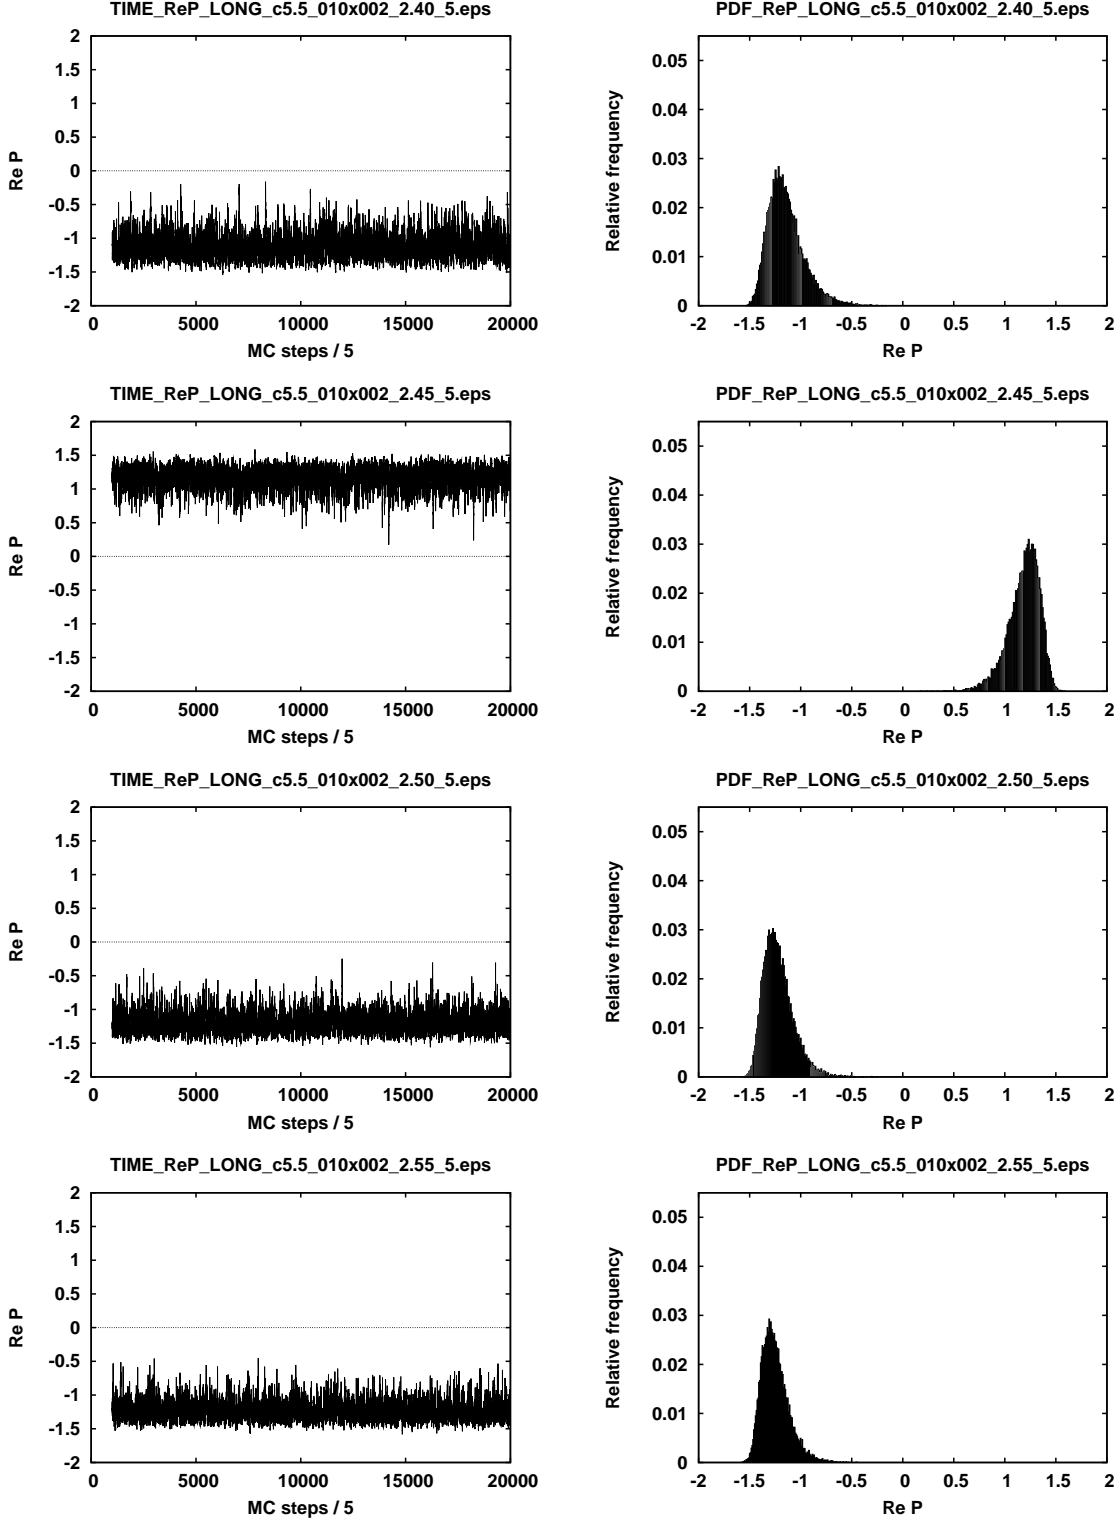 TIME_ReP_LONG_c5.5_010x002_2.40_5.eps
2
1.5
1
0.5
0
-0.5
-1
-1.5
-2
Re P
0 5000 10000 15000 20000
MC steps / 5
PDF_ReP_LONG_c5.5_010x002_2.40_5.eps
0.05
0.04
0.03
0.02
0.01
0
Relative frequency
-2 -1.5 -1 -0.5 0 0.5 1 1.5 2
Re P
TIME_ReP_LONG_c5.5_010x002_2.45_5.eps
2
1.5
1
0.5
0
-0.5
-1
-1.5
-2
Re P
0 5000 10000 15000 20000
MC steps / 5
PDF_ReP_LONG_c5.5_010x002_2.45_5.eps
0.05
0.04
0.03
0.02
0.01
0
Relative frequency
-2 -1.5 -1 -0.5 0 0.5 1 1.5 2
Re P
TIME_ReP_LONG_c5.5_010x002_2.50_5.eps
2
1.5
1
0.5
0
-0.5
-1
-1.5
-2
Re P
0 5000 10000 15000 20000
MC steps / 5
PDF_ReP_LONG_c5.5_010x002_2.50_5.eps
0.05
0.04
0.03
0.02
0.01
0
Relative frequency
-2 -1.5 -1 -0.5 0 0.5 1 1.5 2
Re P
TIME_ReP_LONG_c5.5_010x002_2.55_5.eps
2
1.5
1
0.5
0
-0.5
-1
-1.5
-2
Re P
0 5000 10000 15000 20000
MC steps / 5
PDF_ReP_LONG_c5.5_010x002_2.55_5.eps
0.05
0.04
0.03
0.02
0.01
0
Relative frequency
-2 -1.5 -1 -0.5 0 0.5 1 1.5 2
Re P